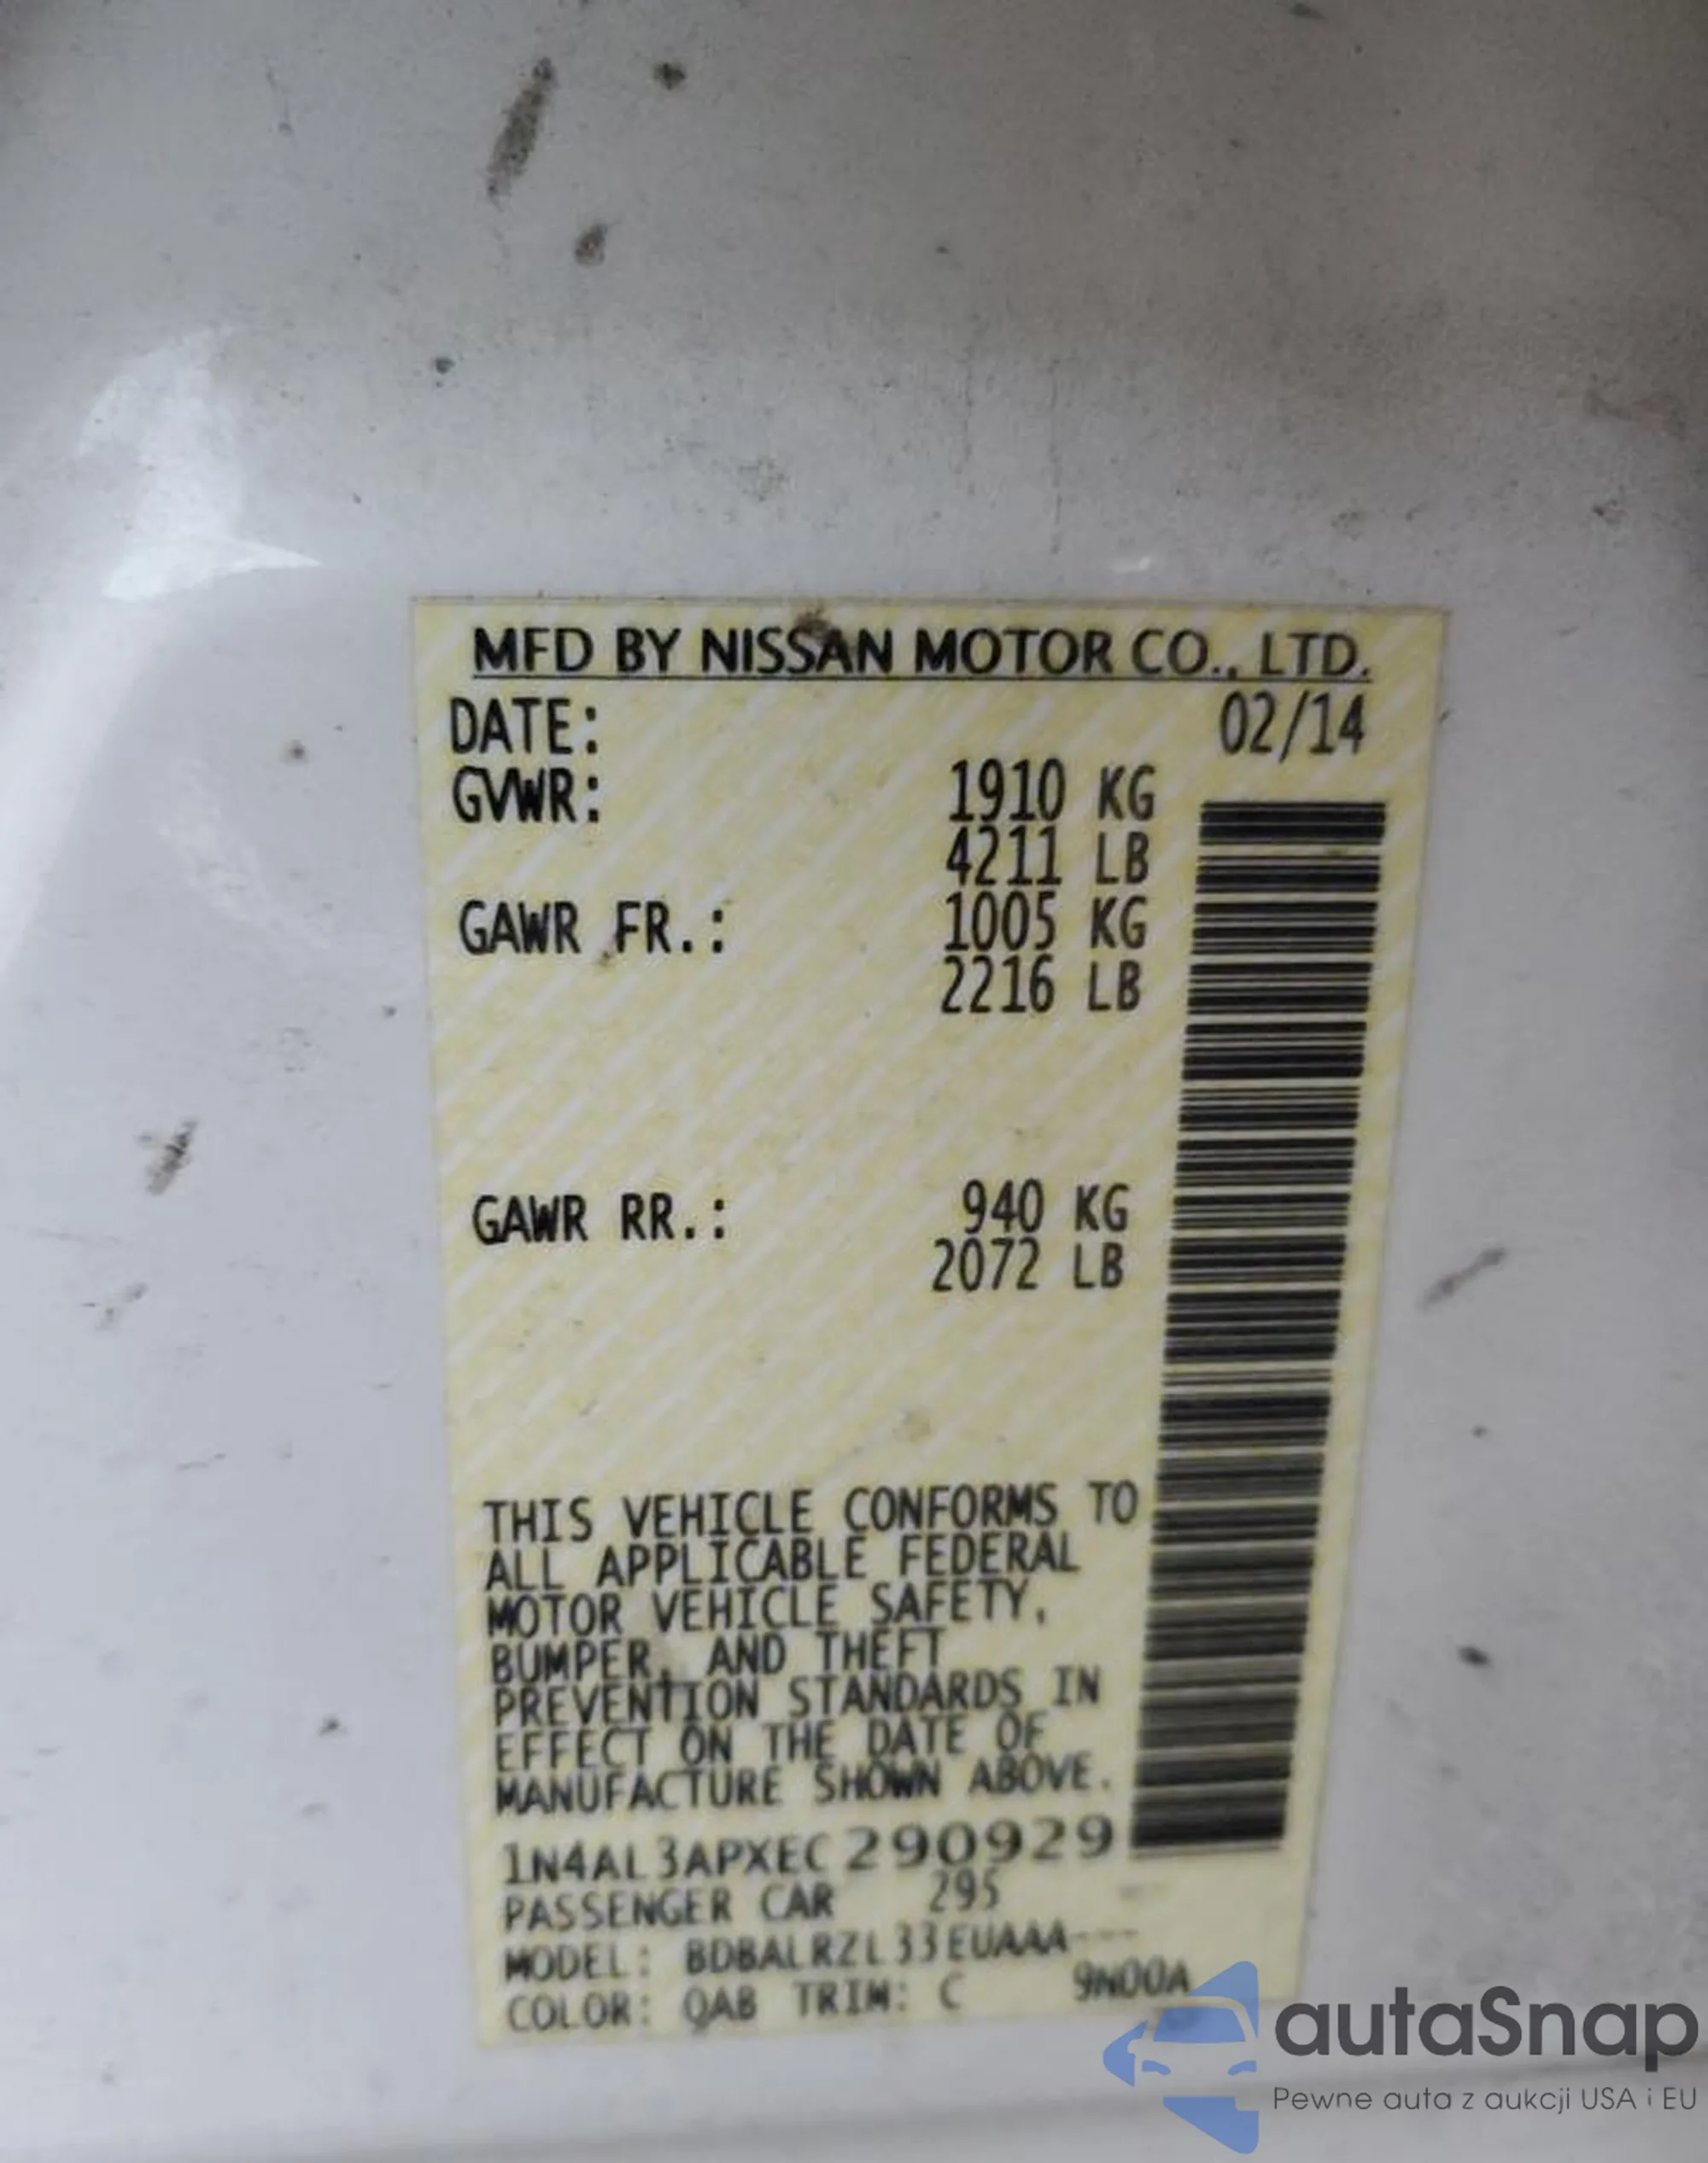 MFD BY NISSAN MOTOR CO., LTD.
DATE: 02/14
GVWR: 1910 KG
4211 LB
GAWR FR.: 1005 KG
2216 LB
GAWR RR.: 940 KG
2072 LB
THIS VEHICLE CONFORMS TO
ALL APPLICABLE FEDERAL
MOTOR VEHICLE SAFETY,
BUMPER, AND THEFT
PREVENTION STANDARDS IN
EFFECT ON THE DATE OF
MANUFACTURE SHOWN ABOVE.
1N4AL3APXEC290929
PASSENGER CAR 295
MODEL: BDBALRZL33EUAAA---
COLOR: QAB TRIM: C 9N00A
autaSnap
Pewne auta z aukcji USA i EU